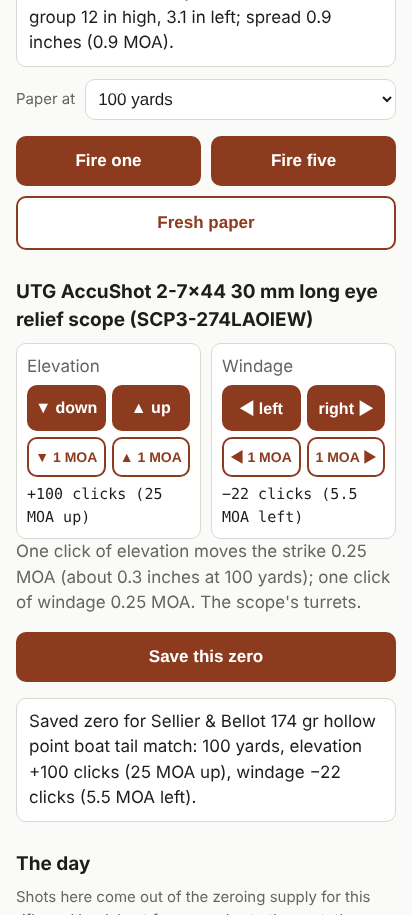 group 12 in high, 3.1 in left; spread 0.9
inches (0.9 MOA).
Paper at
100 yards
Fire one
Fire five
Fresh paper
UTG AccuShot 2-7×44 30 mm long eye
relief scope (SCP3-274LAOIEW)
Elevation
▼ down
▲ up
▼ 1 MOA
▲ 1 MOA
+100 clicks (25
MOA up)
Windage
◀ left
right ▶
◀ 1 MOA
1 MOA ▶
−22 clicks (5.5
MOA left)
One click of elevation moves the strike 0.25
MOA (about 0.3 inches at 100 yards); one click
of windage 0.25 MOA. The scope's turrets.
Save this zero
Saved zero for Sellier & Bellot 174 gr hollow
point boat tail match: 100 yards, elevation
+100 clicks (25 MOA up), windage −22
clicks (5.5 MOA left).
The day
Shots here come out of the zeroing supply for this